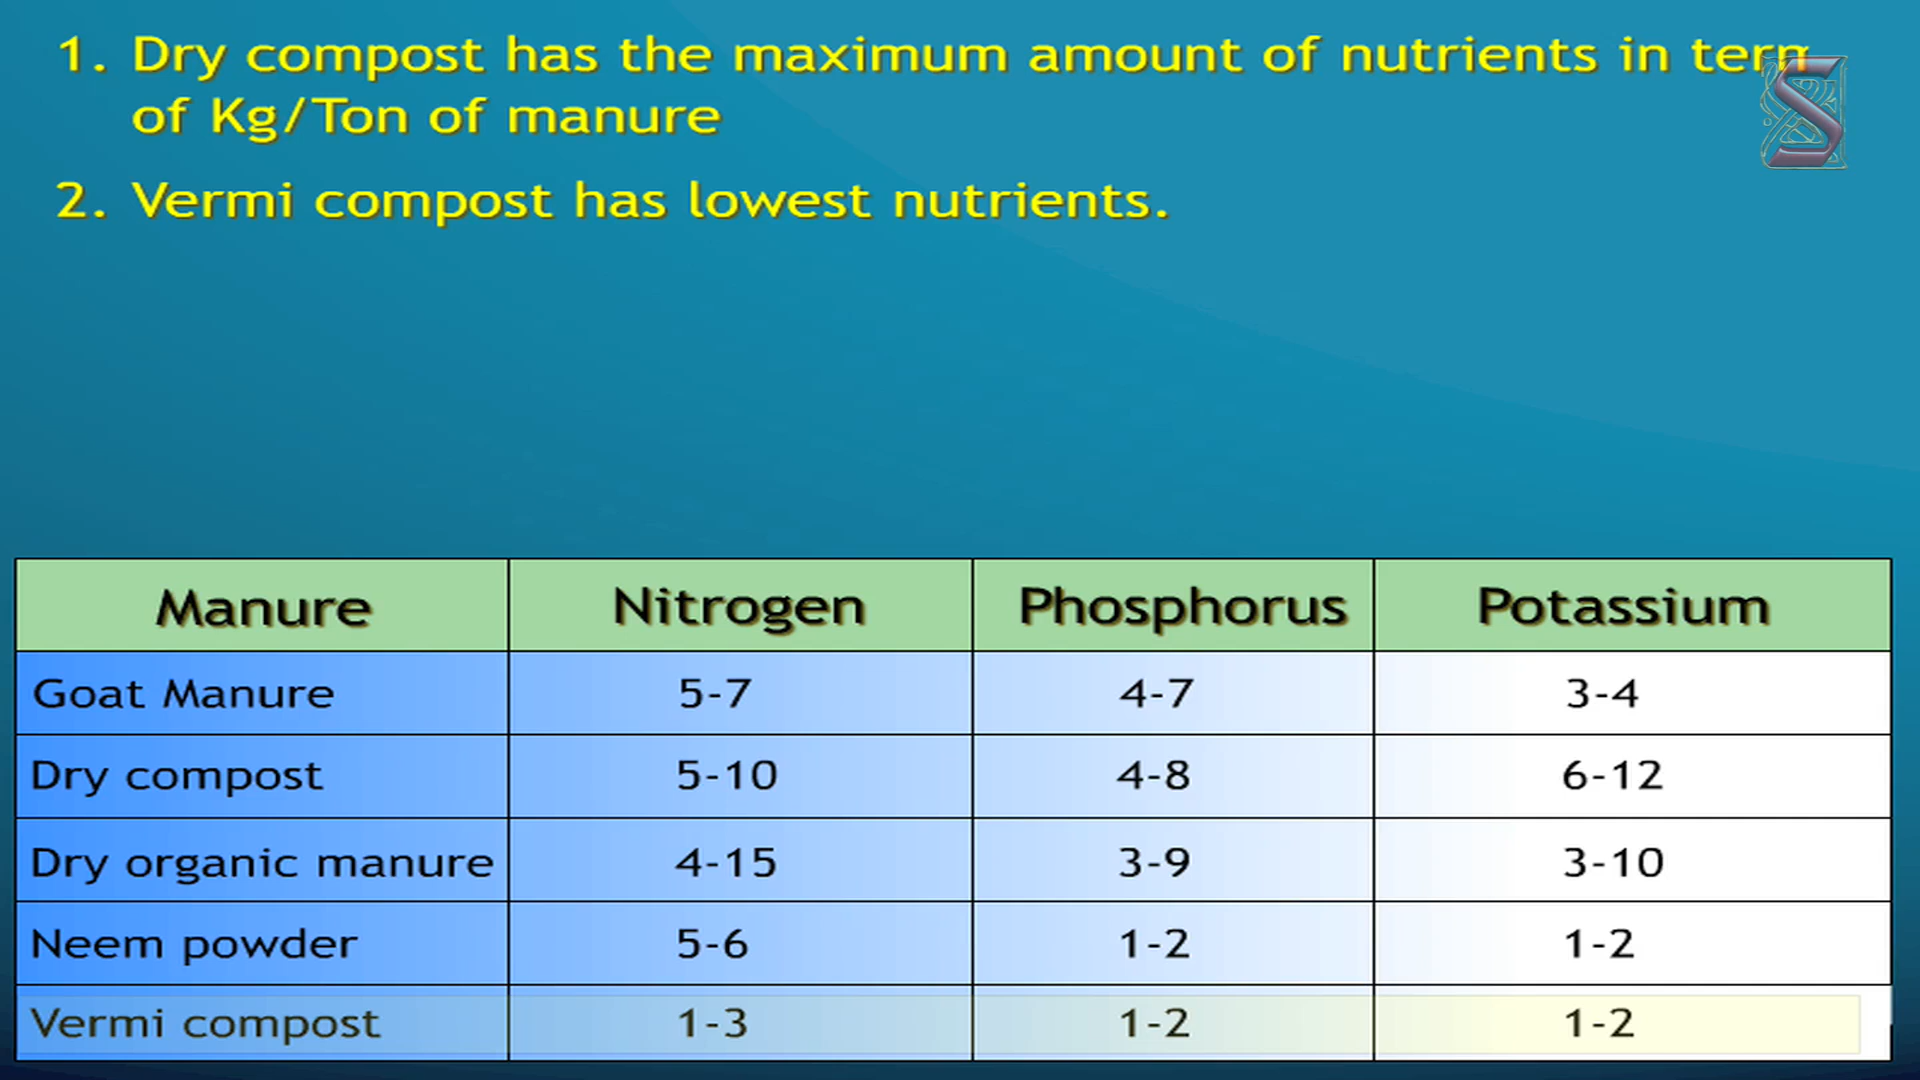 1. Dry compost has the maximum amount of nutrients in term
of Kg/Ton of manure
2. Vermi compost has lowest nutrients.
Manure Nitrogen Phosphorus Potassium
Goat Manure 5-7 4-7 3-4
Dry compost 5-10 4-8 6-12
Dry organic manure 4-15 3-9 3-10
Neem powder 5-6 1-2 1-2
Vermi compost 1-3 1-2 1-2
S